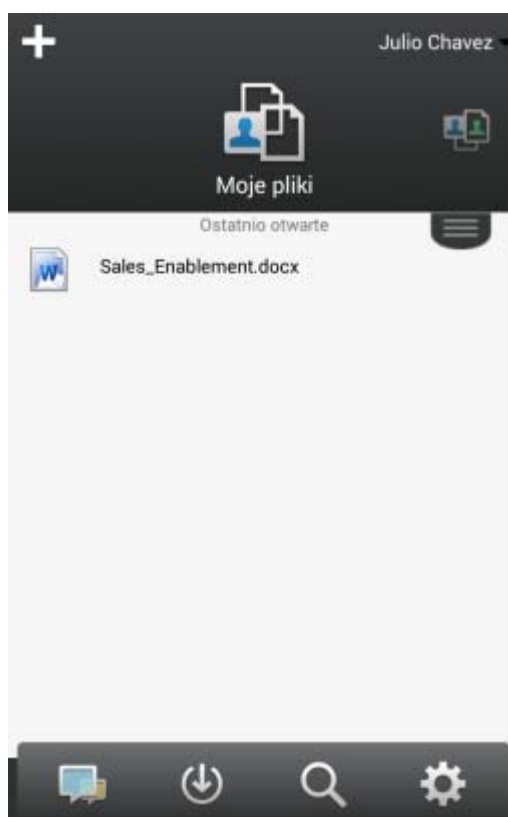 Julio Chavez
Moje pliki
Ostatnio otwarte
W
Sales_Enablement.docx